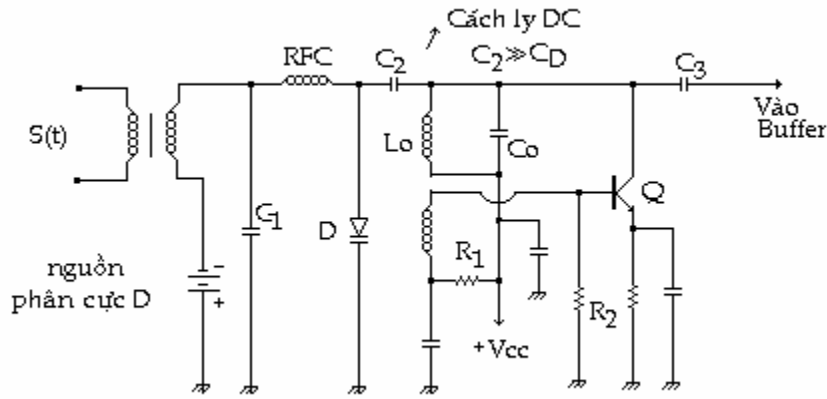 Cách ly DC
C2≫CD
RFC
C2
C3
S(t)
Lo
Co
Vào
Buffer
C1
D
Q
nguồn
phân cực D
-
+
R1
R2
+Vcc